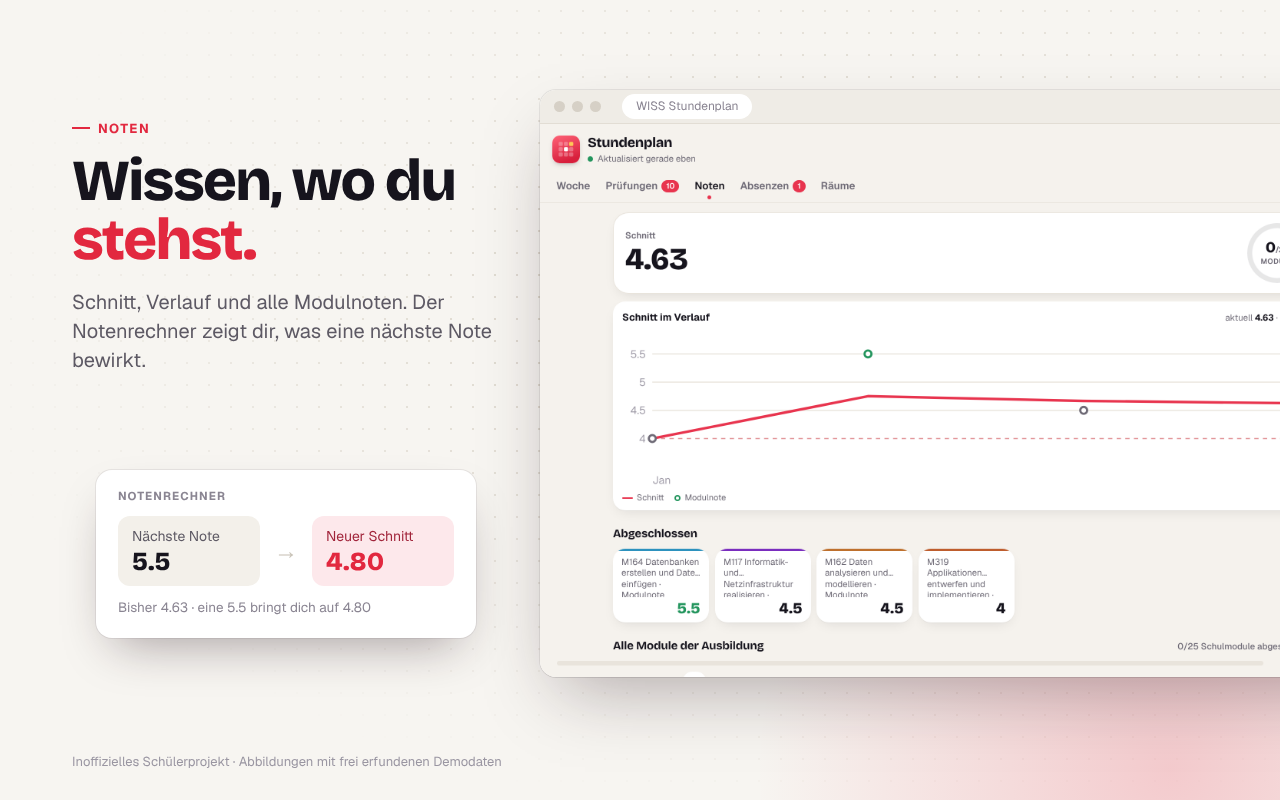 NOTEN
Wissen, wo du
stehst.
Schnitt, Verlauf und alle Modulnoten. Der
Notenrechner zeigt dir, was eine nächste Note
bewirkt.
NOTENRECHNER
Nächste Note
5.5
→
Neuer Schnitt
4.80
Bisher 4.63 · eine 5.5 bringt dich auf 4.80
Inoffizielles Schülerprojekt · Abbildungen mit frei erfundenen Demodaten
WISS Stundenplan
Stundenplan
Aktualisiert gerade eben
Woche Prüfungen 10 Noten Absenzen 1 Räume
Schnitt
4.63
0/
MODU
Schnitt im Verlauf
aktuell 4.63 ·
5.5
5
4.5
4
Jan
Schnitt Modulnote
Abgeschlossen
M164 Datenbanken
erstellen und Date...
einfügen ·
Modulnote
5.5
M117 Informatik-
und...
Netzinfrastruktur
realisieren ·
4.5
M162 Daten
analysieren und...
modellieren ·
Modulnote
4.5
M319
Applikationen...
entwerfen und
implementieren ·
4
Alle Module der Ausbildung
0/25 Schulmodule abges